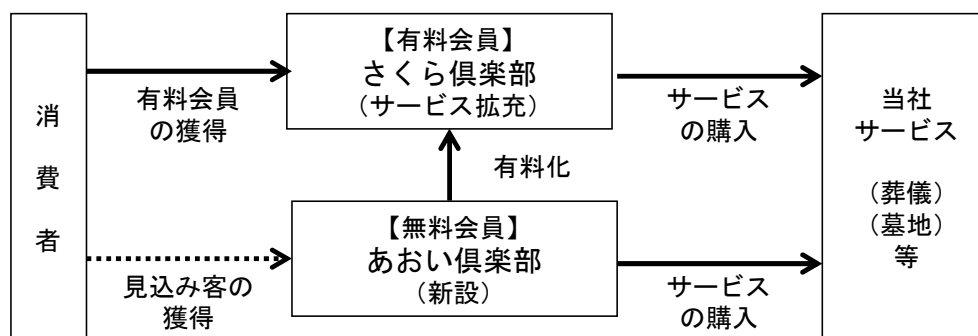 消
費
者
有料会員
の獲得
【有料会員】
さくら倶楽部
（サービス拡充）
サービス
の購入
有料化
見込み客の
獲得
【無料会員】
あおい倶楽部
（新設）
サービス
の購入
当社
サービス
（葬儀）
（墓地）
等